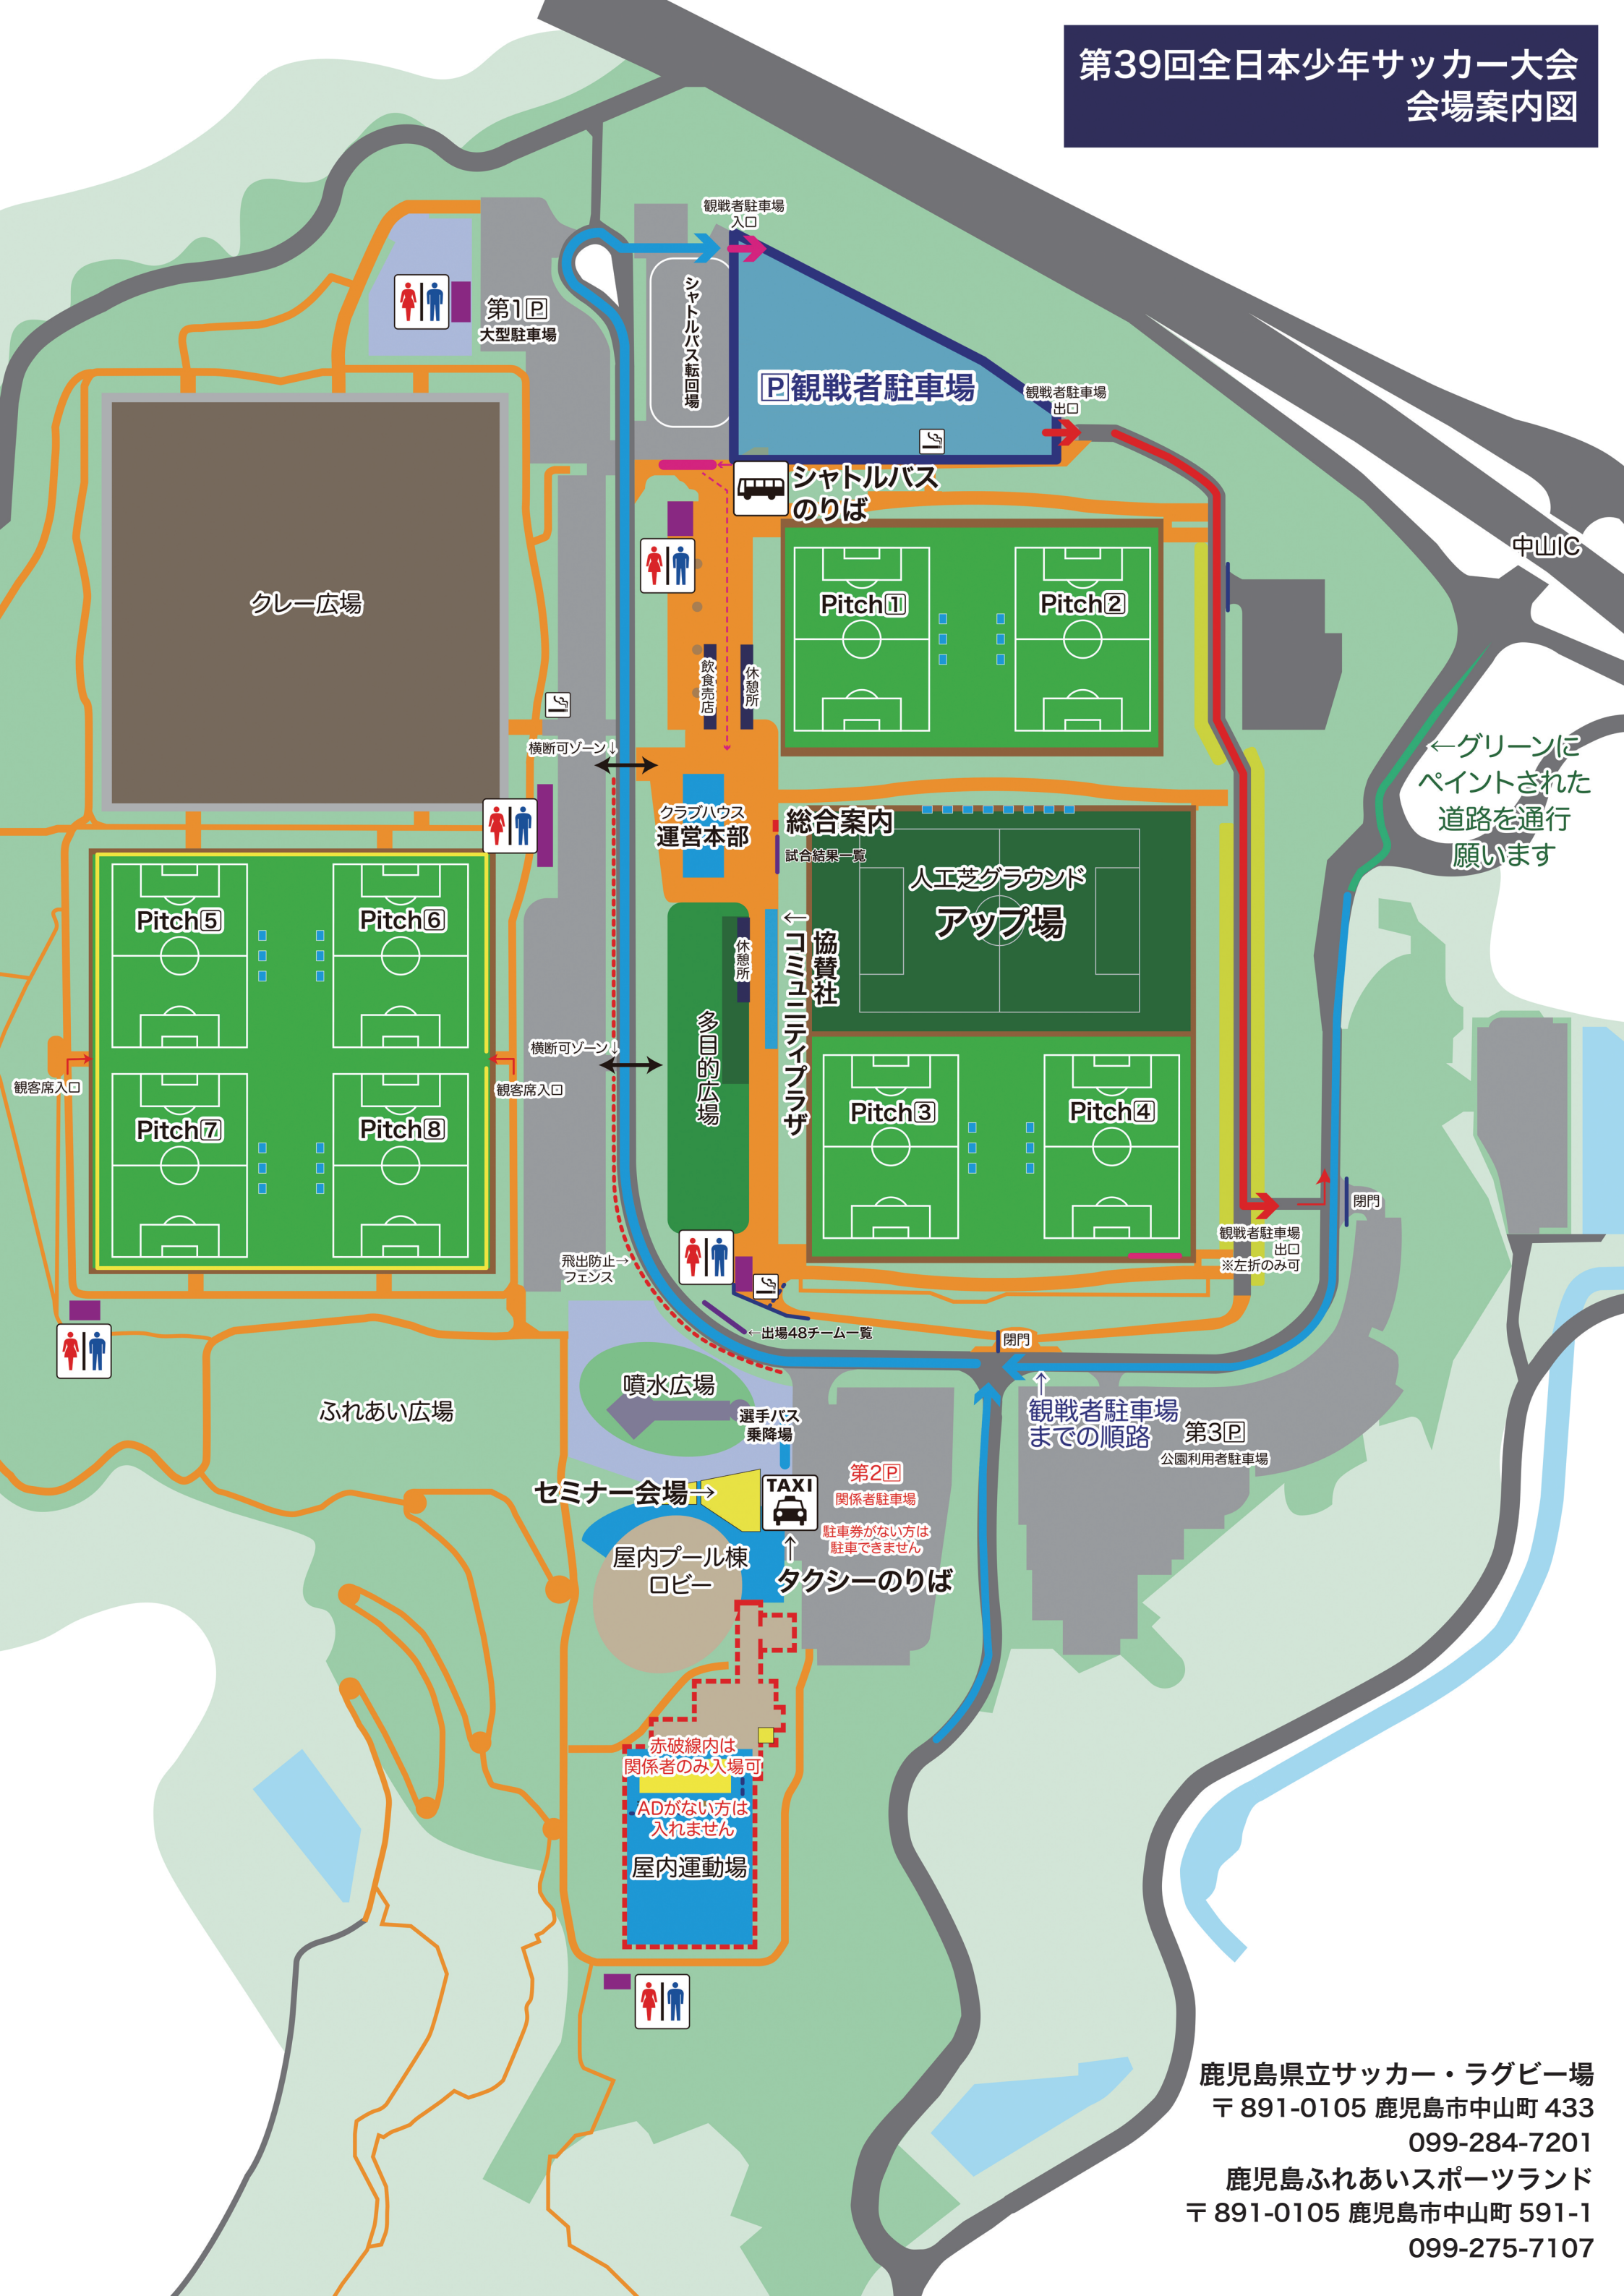 第39回全日本少年サッカー大会
会場案内図
観戦者駐車場
入口
シャトルバス転回場
第1P
大型駐車場
P観戦者駐車場
観戦者駐車場
出口
シャトルバス
のりば
中山IC
クレー広場
Pitch1
Pitch2
飲食売店
休憩所
横断可ゾーン↓
←グリーンに
ペイントされた
道路を通行
願います
クラブハウス
運営本部
総合案内
試合結果一覧
人工芝グラウンド
アップ場
Pitch5
Pitch6
休憩所
←コミュニティプラザ
協賛社
多目的広場
横断可ゾーン↓
観客席入口
観客席入口
Pitch7
Pitch8
Pitch3
Pitch4
閉門
観戦者駐車場
出口
※左折のみ可
飛出防止→
フェンス
←出場48チーム一覧
閉門
噴水広場
ふれあい広場
選手バス
乗降場
↑
観戦者駐車場
までの順路
第3P
公園利用者駐車場
第2P
関係者駐車場
駐車券がない方は
駐車できません
セミナー会場→
TAXI
↑
タクシーのりば
屋内プール棟
ロビー
赤破線内は
関係者のみ入場可
ADがない方は
入れません
屋内運動場
鹿児島県立サッカー・ラグビー場
〒891-0105 鹿児島市中山町 433
099-284-7201
鹿児島ふれあいスポーツランド
〒891-0105 鹿児島市中山町 591-1
099-275-7107